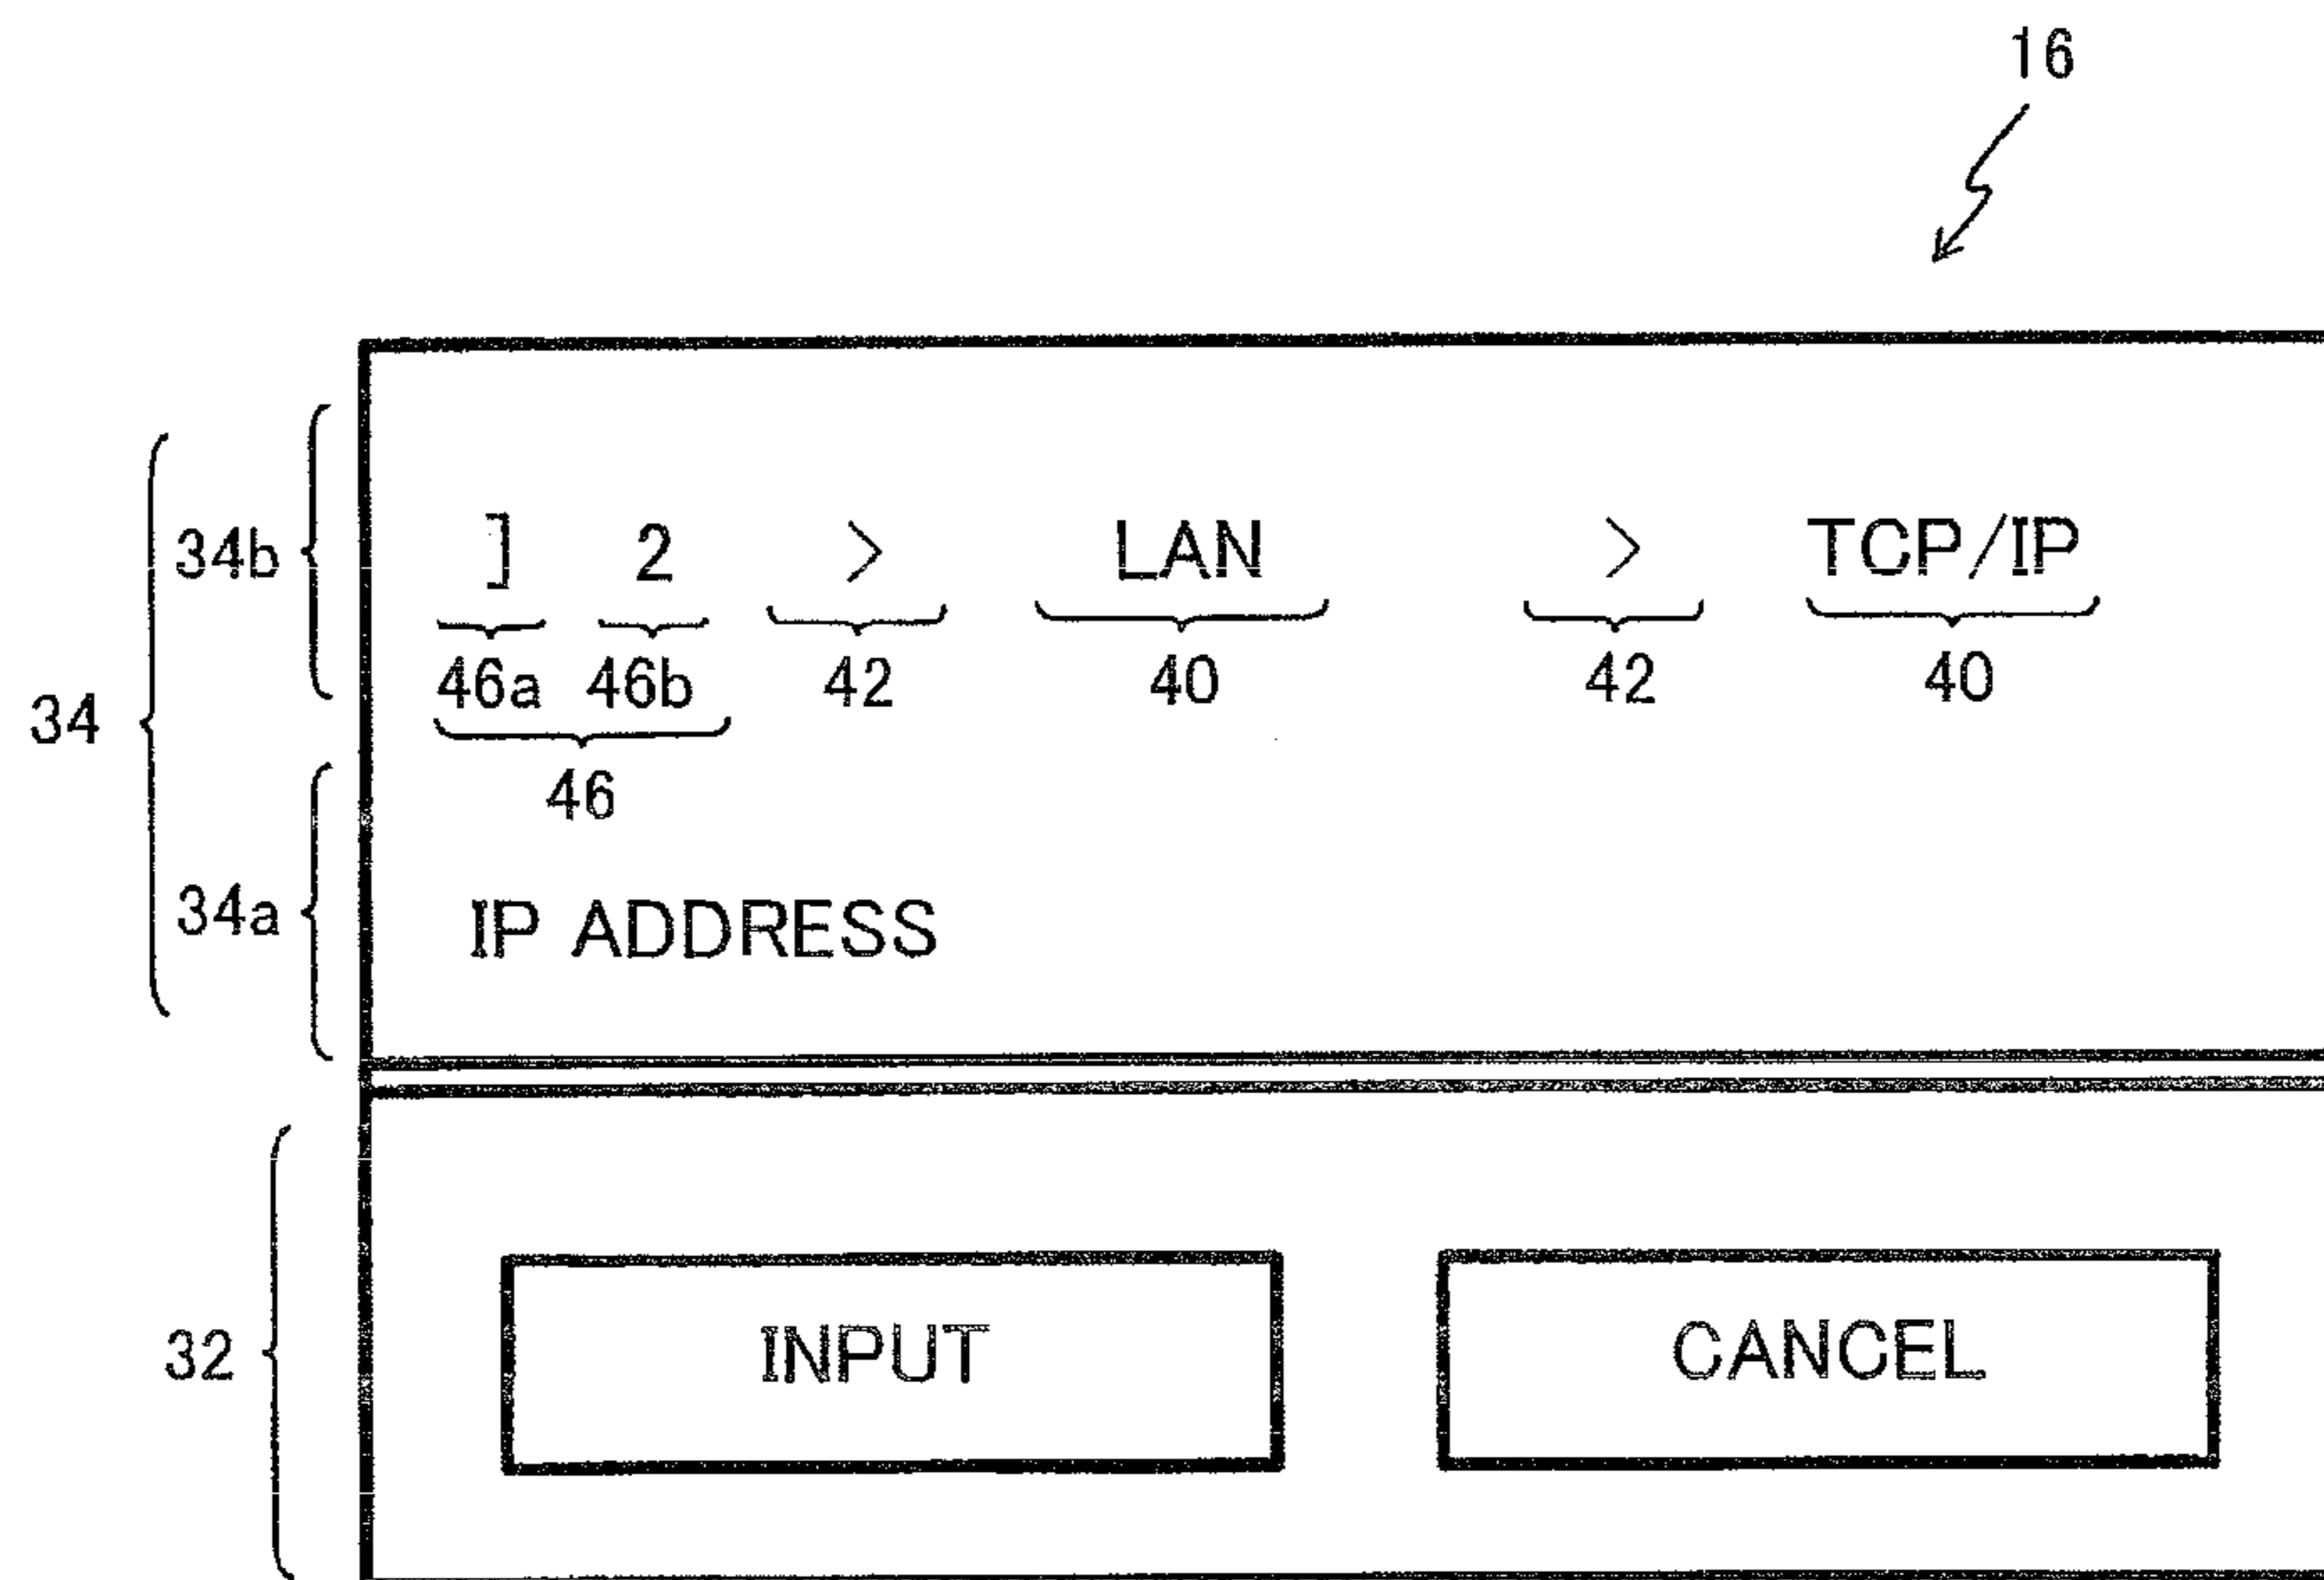 16
34b ] 2 > LAN > TCP/IP
46a 46b 42 40 42 40
34
46
34a IP ADDRESS
32 INPUT CANCEL